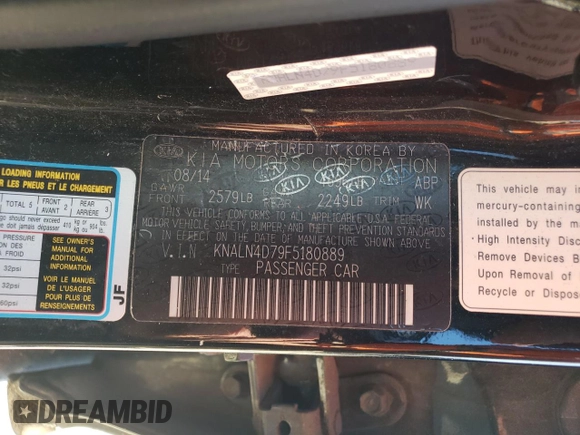 KNALN4D
MANUFACTURED IN KOREA BY
KIA MOTORS CORPORATION
08/14
GAWR
ABP
FRONT 2579LB REAR 2249LB TRIM WK
THIS VEHICLE CONFORMS TO ALL APPLICABLE U.S.A. FEDERAL
MOTOR VEHICLE SAFETY, BUMPER, AND THEFT PREVENTION STANDARDS
IN EFFECT ON THE DATE OF MANUFACTURE SHOWN ABOVE
V.I.N KNALN4D79F5180889
TYPE PASSENGER CAR
LOADING INFORMATION
SUR LES PNEUS ET LE CHARGEMENT
TOTAL 5
FRONT 2
AVANT
REAR 3
ARRIÈRE
PRESSURE
32psi
32psi
60psi
SEE OWNER'S
MANUAL FOR
ADDITIONAL
INFORMATION
VOIR LE MANUEL
DE L'USAGER
POUR PLUS DE
RENSEIGNEMENTS
JF
This vehicle may
mercury-containing
installed by the
· High Intensity Disc
Remove Devices B
Upon Removal of
Recycle or Dispos
DREAMBID